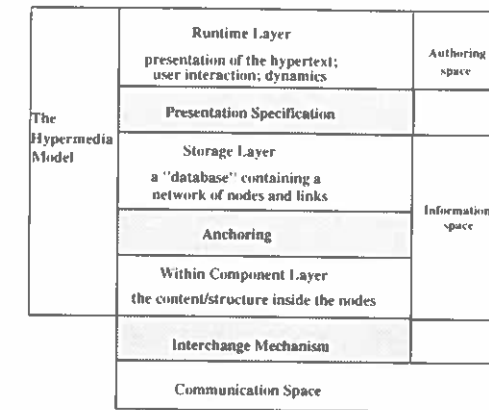 The
Hypermedia
Model
Runtime Layer
presentation of the hypertext;
user interaction; dynamics
Presentation Specification
Storage Layer
a "database" containing a
network of nodes and links
Anchoring
Within Component Layer
the content/structure inside the nodes
Interchange Mechanism
Communication Space
Authoring
space
Information
space